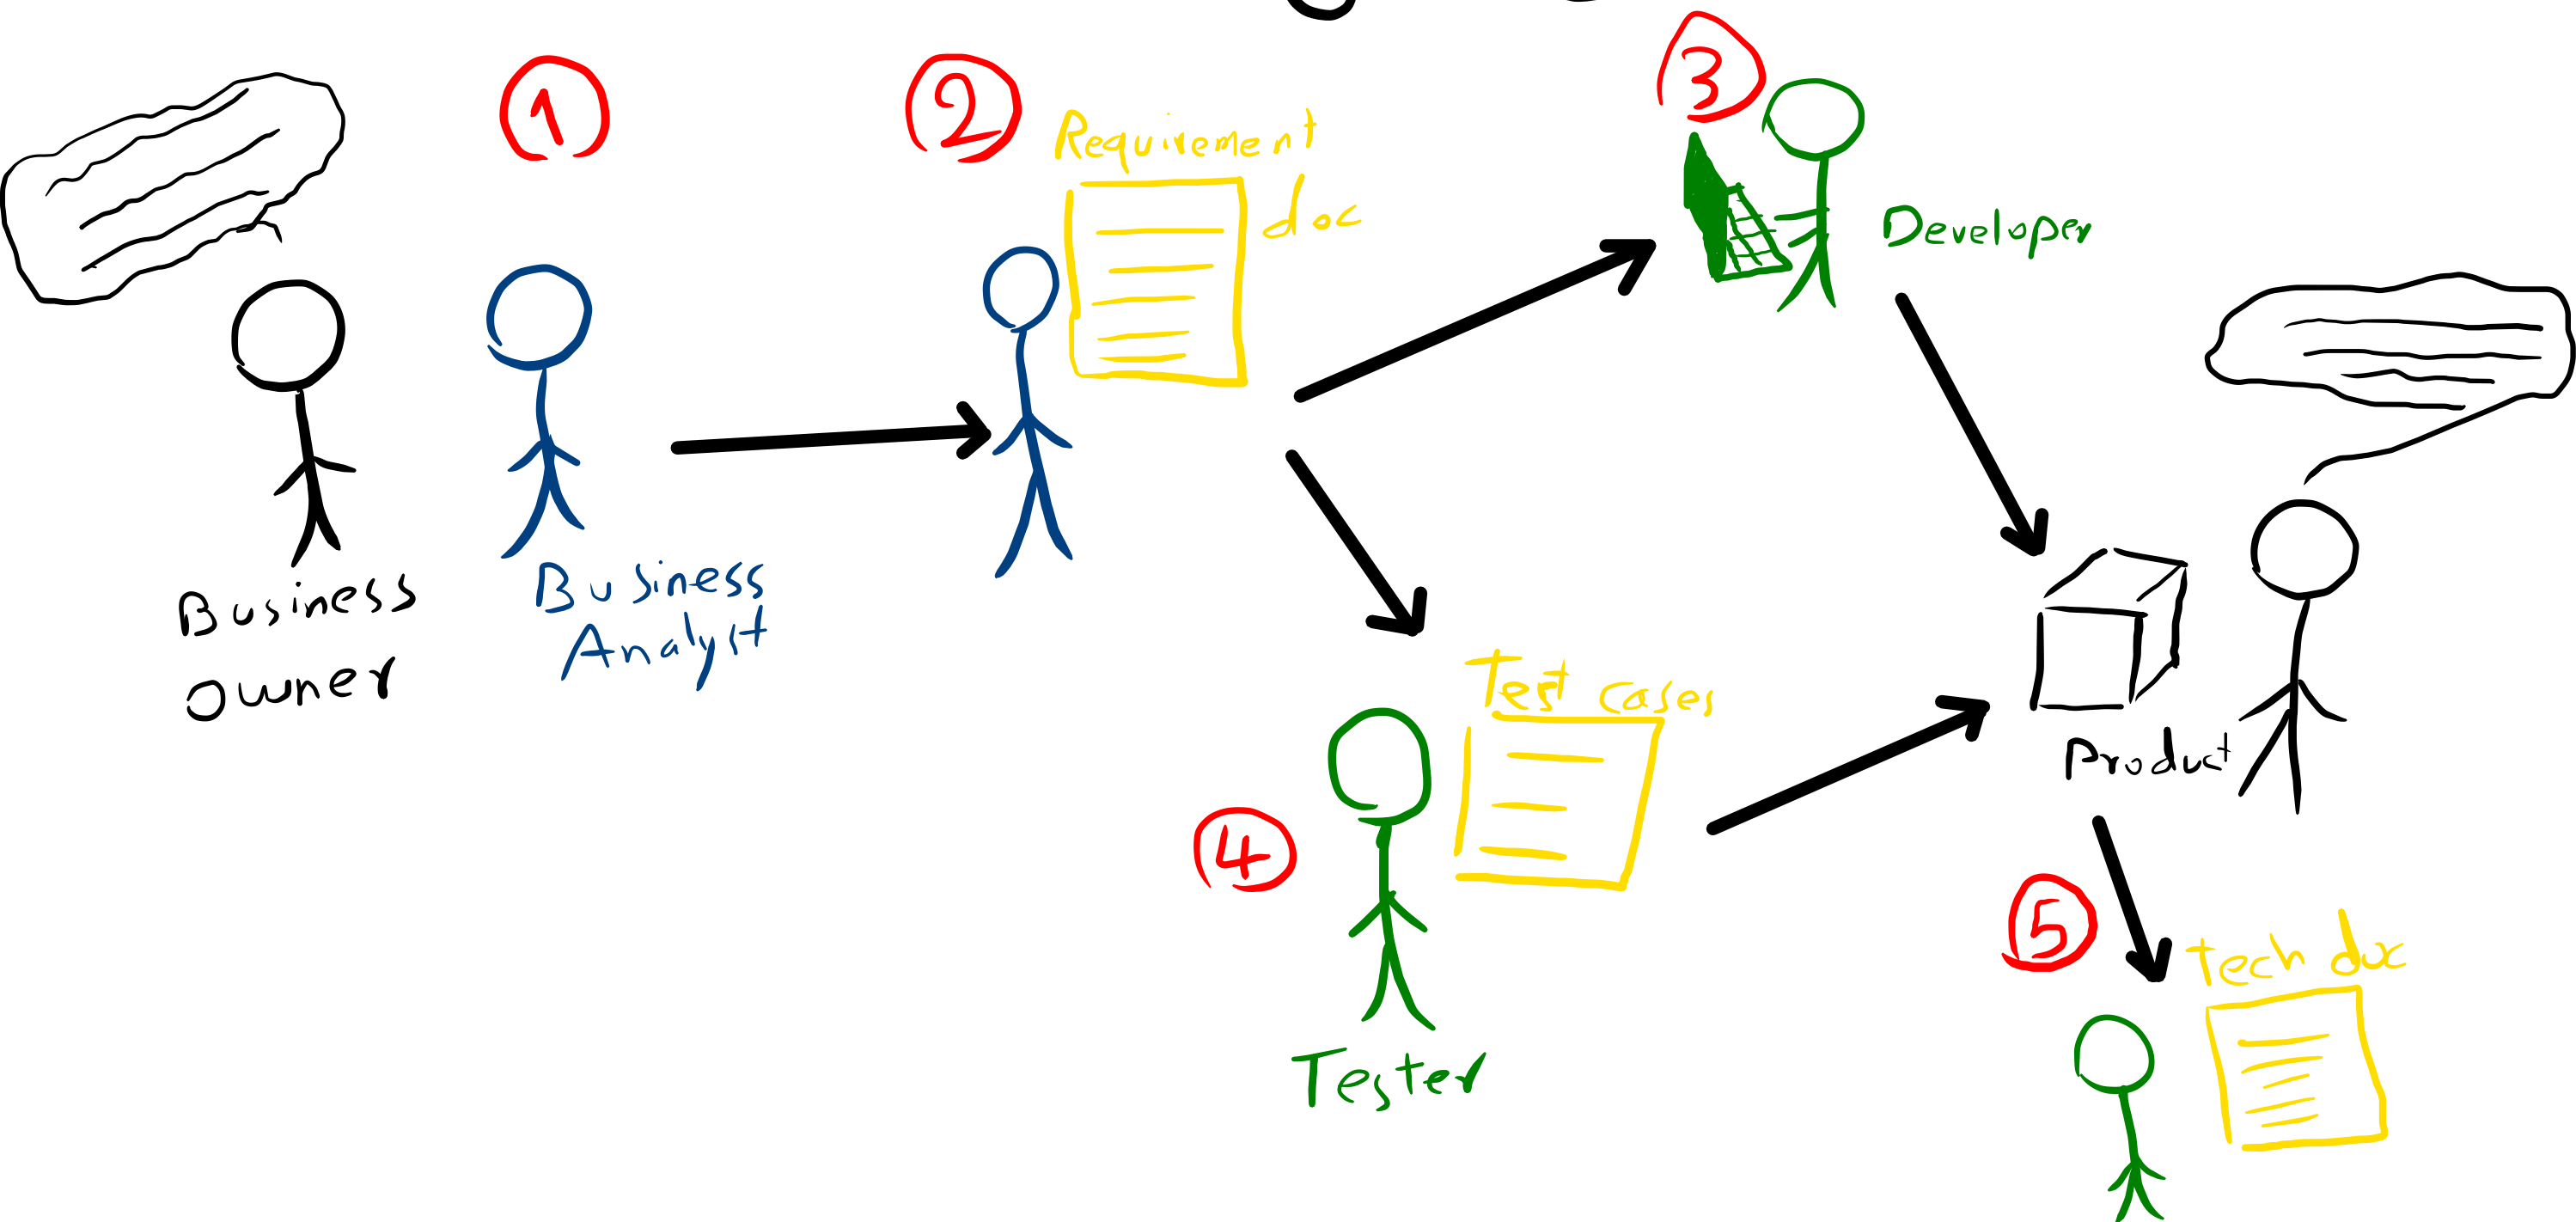 1
2
Requirement
doc
3
Developer
Business
owner
Business
Analyst
Test cases
4
Tester
Product
5
tech doc